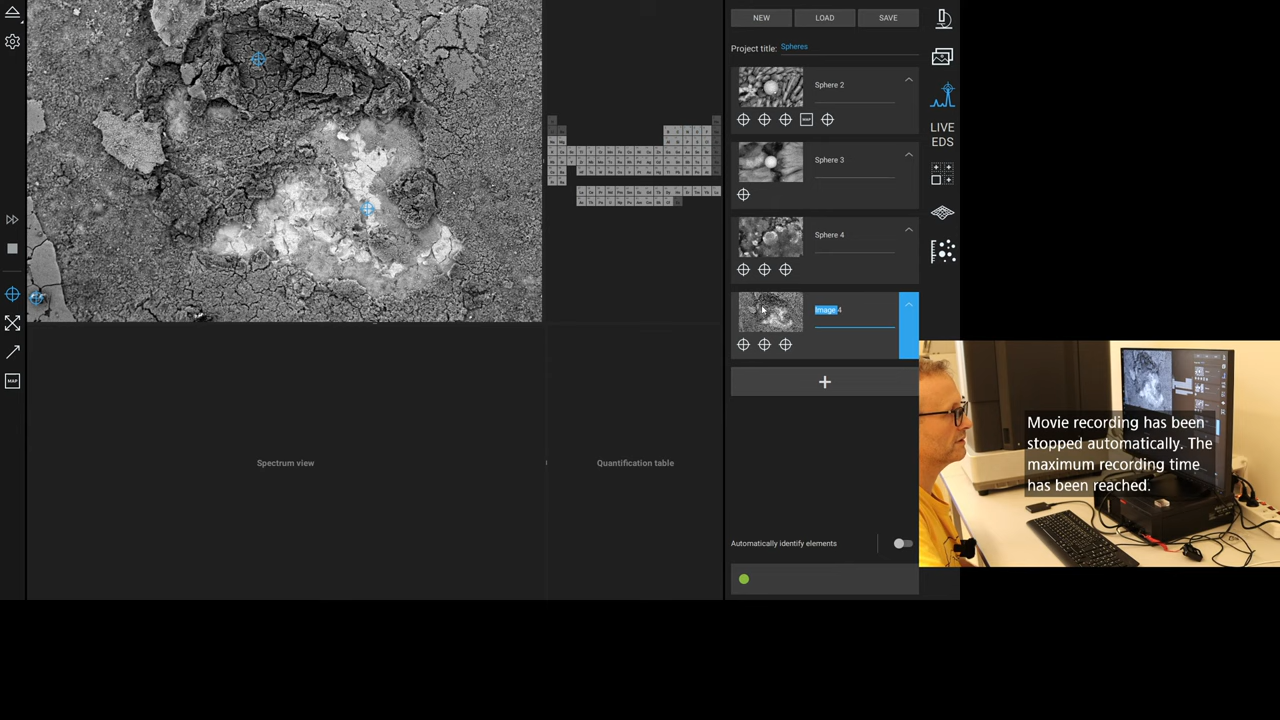 NEW
LOAD
SAVE
Project title: Spheres
Sphere 2
MAP
Sphere 3
Sphere 4
Image 4
+
LIVE
EDS
MAP
Spectrum view
Quantification table
Automatically identify elements
Movie recording has been
stopped automatically. The
maximum recording time
has been reached.